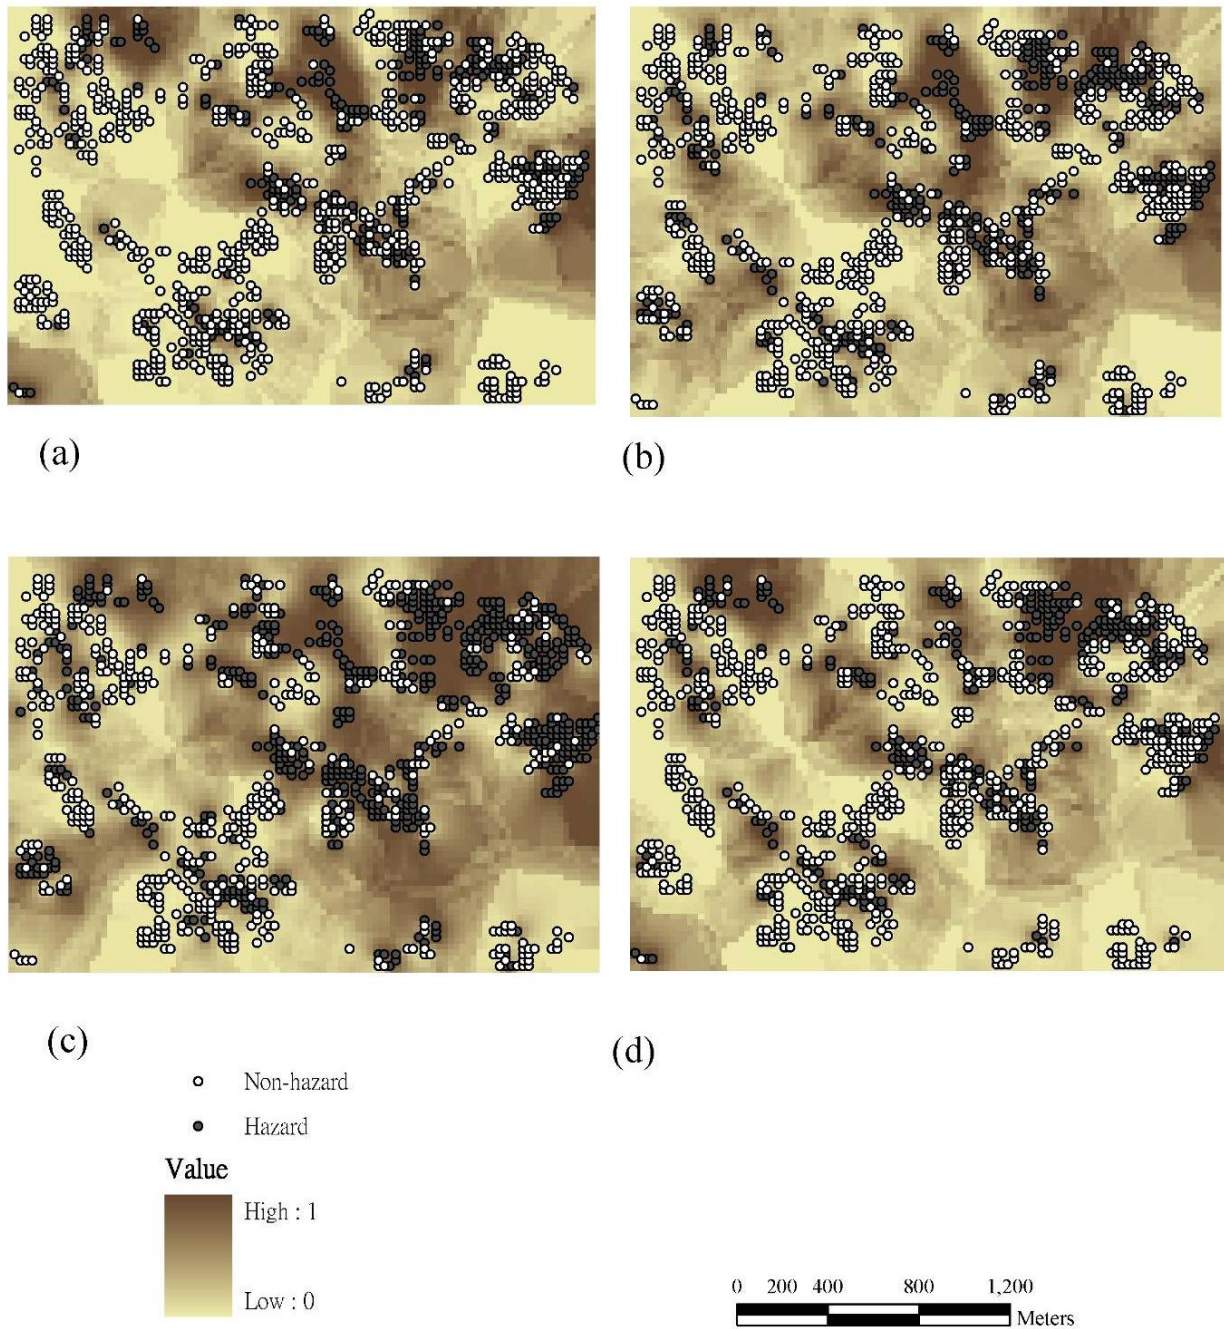 (a)
(b)
(c)
(d)
Non-hazard
Hazard
Value
High : 1
Low : 0
0 200 400 800 1,200
Meters